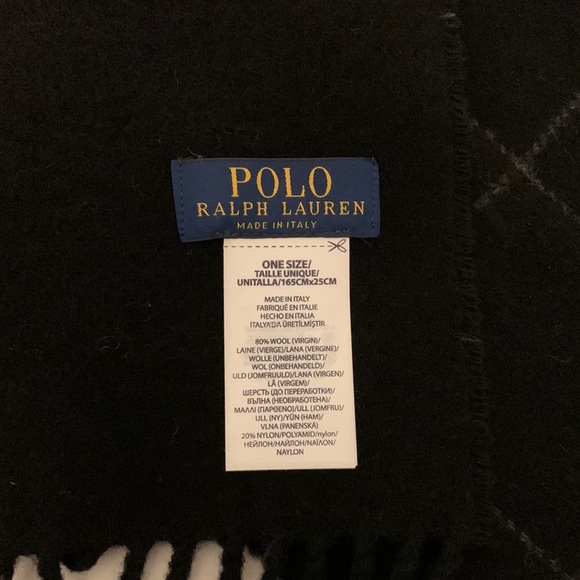 POLO
RALPH LAUREN
MADE IN ITALY
ONE SIZE/
TAILLE UNIQUE/
UNITALLA/165CMx25CM
MADE IN ITALY
FABRIQUÉ EN ITALIE
HECHO EN ITALIA
ITALYA'DA ÜRETİLMİŞTİR
80% WOOL (VIRGIN)/
LAINE (VIERGE)/LANA (VERGINE)/
WOLLE (UNBEHANDELT)/
WOL (ONBEHANDELD)/
ULD (JOMFRUULD)/LANA (VIRGEN)/
LÃ (VIRGEM)/
ШЕРСТЬ (ДО ПЕРЕРАБОТКИ)/
ВЪЛНА (НЕОБРАБОТЕНА)/
ΜΑΛΛΙ (ΠΑΡΘΕΝΟ)/ULL (JOMFRU)/
ULL (NY)/YÜN (HAM)/
VLNA (PANENSKÁ)
20% NYLON/POLYAMID/nylon/
НЕЙЛОН/НАЙЛОН/ΝΑΪΛΟΝ/
NAYLON